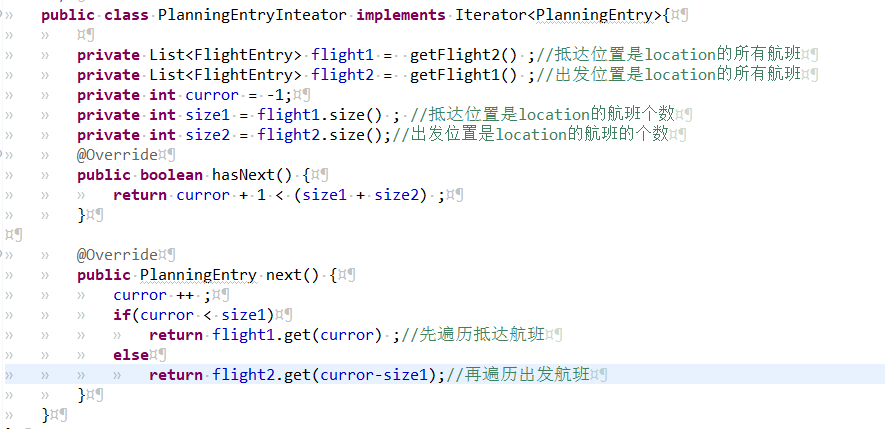 public class PlanningEntryInteator implements Iterator<PlanningEntry>{
private List<FlightEntry> flight1 =  getFlight2() ;//抵达位置是location的所有航班
private List<FlightEntry> flight2 = getFlight1() ;//出发位置是location的所有航班
private int curror = -1;
private int size1 = flight1.size() ; //抵达位置是location的航班个数
private int size2 = flight2.size();//出发位置是location的航班的个数
@Override
public boolean hasNext() {
return curror + 1 < (size1 + size2) ;
}
@Override
public PlanningEntry next() {
curror ++ ;
if(curror < size1)
return flight1.get(curror) ;//先遍历抵达航班
else
return flight2.get(curror-size1);//再遍历出发航班
}
}